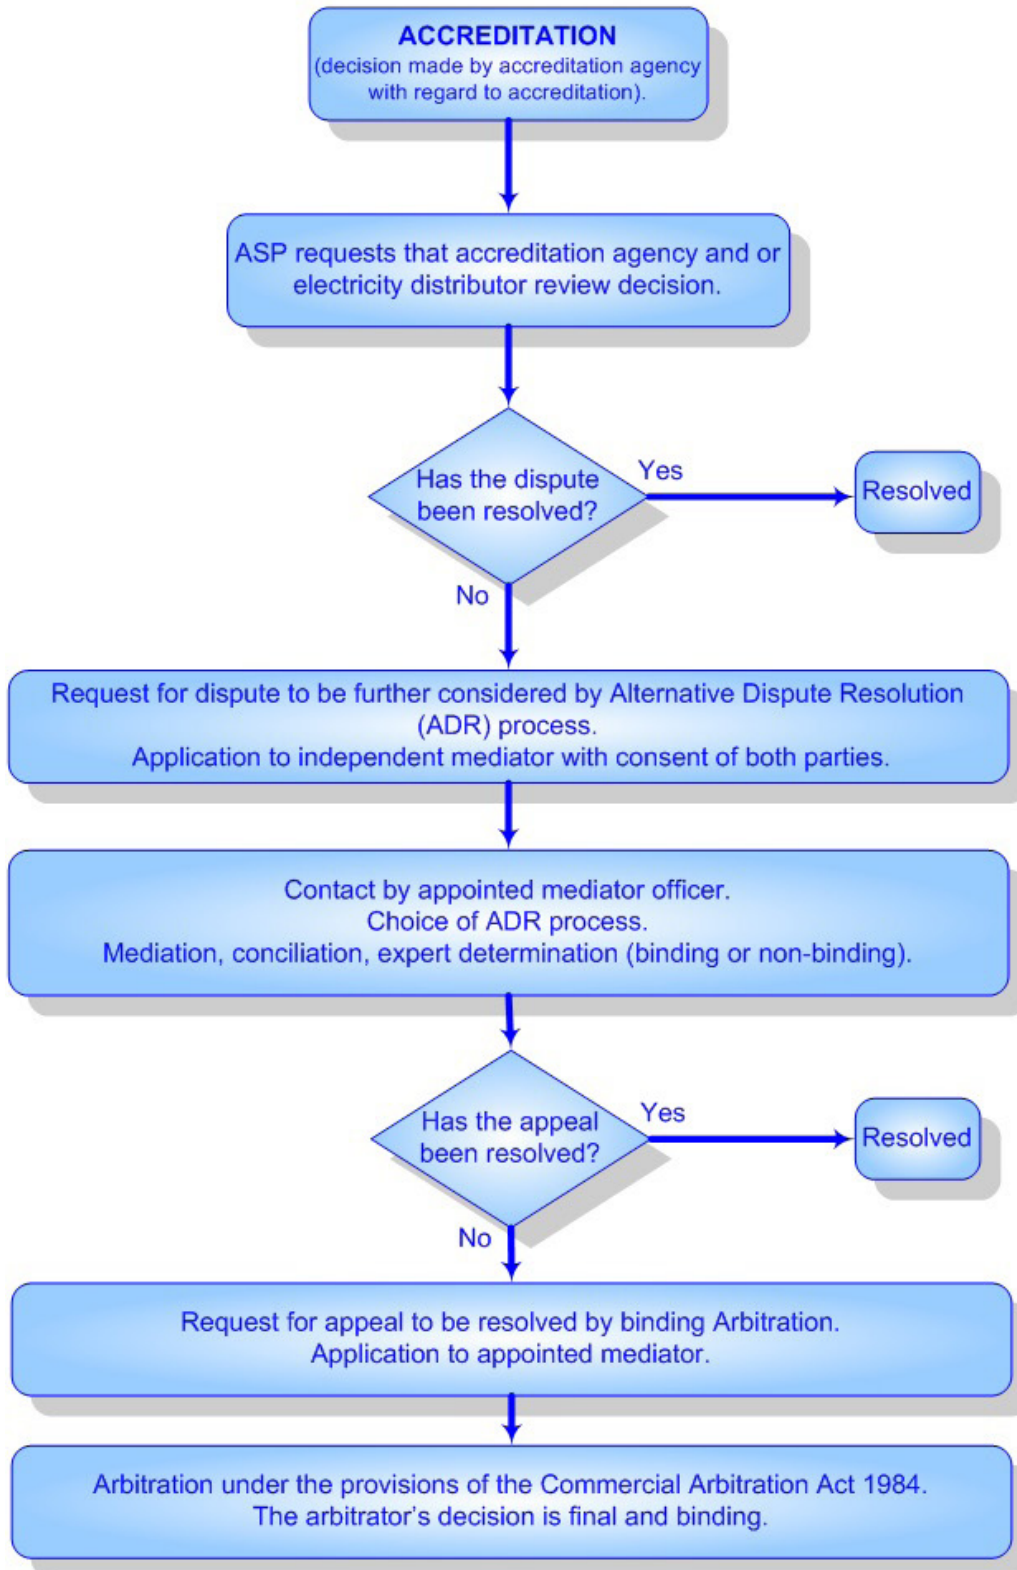 ACCREDITATION
(decision made by accreditation agency
with regard to accreditation).
ASP requests that accreditation agency and or
electricity distributor review decision.
Has the dispute
been resolved?
Yes
Resolved
No
Request for dispute to be further considered by Alternative Dispute Resolution
(ADR) process.
Application to independent mediator with consent of both parties.
Contact by appointed mediator officer.
Choice of ADR process.
Mediation, conciliation, expert determination (binding or non-binding).
Has the appeal
been resolved?
Yes
Resolved
No
Request for appeal to be resolved by binding Arbitration.
Application to appointed mediator.
Arbitration under the provisions of the Commercial Arbitration Act 1984.
The arbitrator's decision is final and binding.